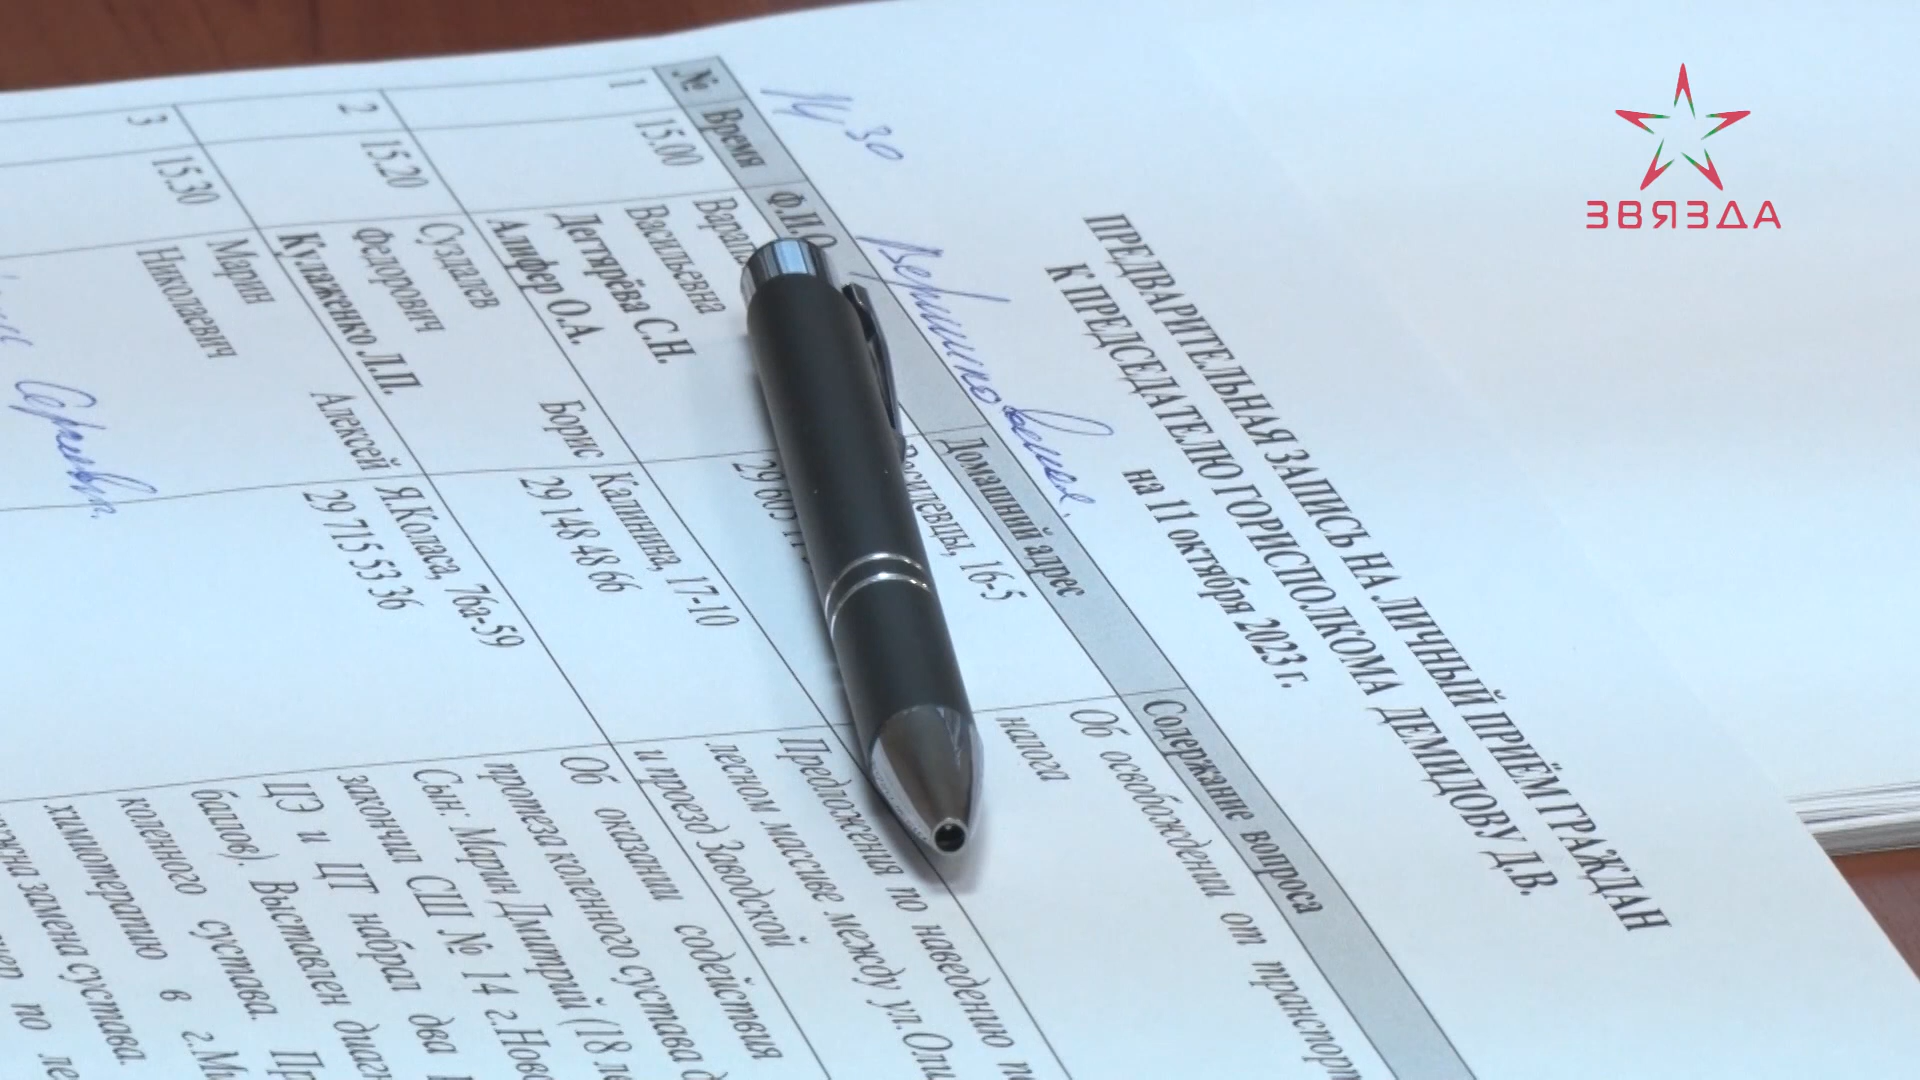 ЗВЯЗДА
ПРЕДВАРИТЕЛЬНАЯ ЗАПИСЬ НА ЛИЧНЫЙ ПРИЁМ ГРАЖДАН
К ПРЕДСЕДАТЕЛЮ ГОРИСПОЛКОМА ДЕМИДОВУ Д.В.
на 11 октября 2023 г.
14 30
№ Время Ф.И.О. Домашний адрес Содержание вопроса
1 15.00
Васильевна
Дегтярёва С.Н.
Алифер О.А.
16-5
Об освобождении от
налога
2 15.20
Суздалев Борис
Федорович
Кулаженко Л.П.
Калинина, 17-10
29 148 48 66
Предложения по наведению
лесном массиве между ул.
и проезд Заводской
3 15.30
Марин Алексей
Николаевич
Я.Коласа, 76а-59
29 715 53 36
Об оказании содействия
протеза коленного сустава
Сын: Марин Дмитрий (18
закончил СШ № 14
ЦЭ и ЦТ набрал два
Выставлен
коленного сустава.
химиотерапию в
замена сустава.
по